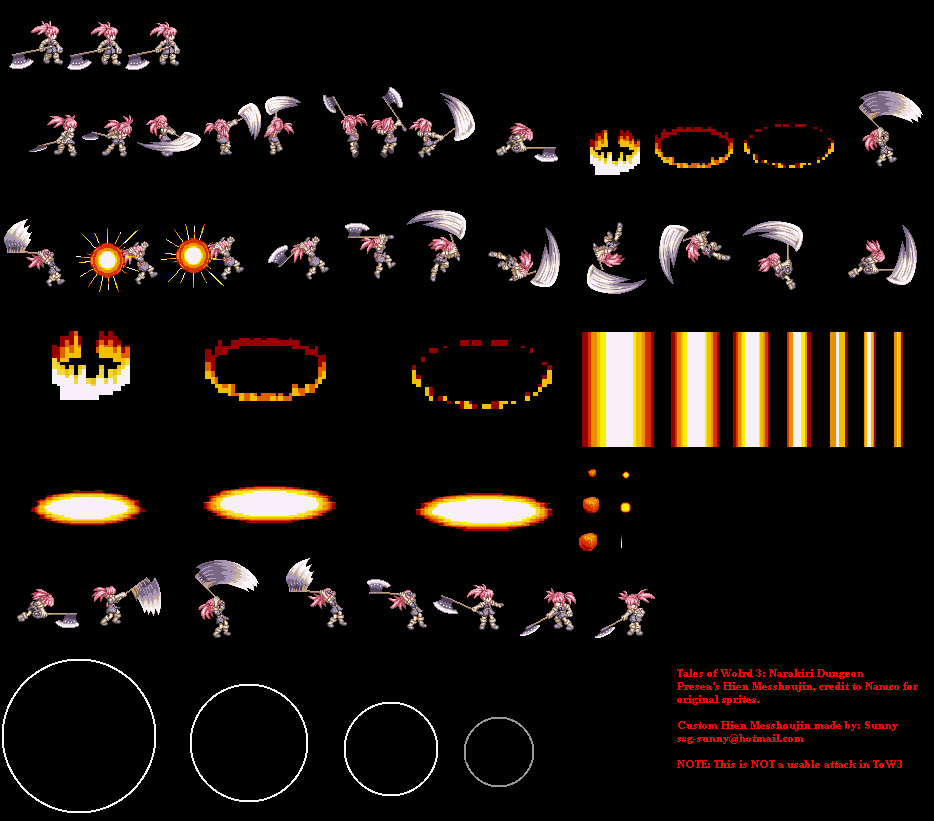 Tales of Wolrd 3: Narakiri Dungeon
Presea's Hien Messhoujin, credit to Namco for
original sprites.
Custom Hien Messhoujin made by: Sunny
ssg-sunny@hotmail.com
NOTE: This is NOT a usable attack in ToW3